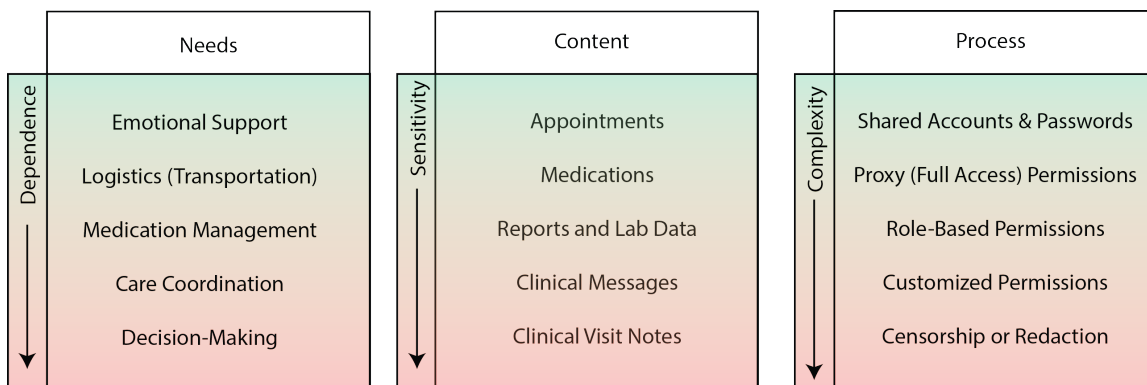 Needs
Dependence
Emotional Support
Logistics (Transportation)
Medication Management
Care Coordination
Decision-Making
Content
Sensitivity
Appointments
Medications
Reports and Lab Data
Clinical Messages
Clinical Visit Notes
Process
Complexity
Shared Accounts & Passwords
Proxy (Full Access) Permissions
Role-Based Permissions
Customized Permissions
Censorship or Redaction